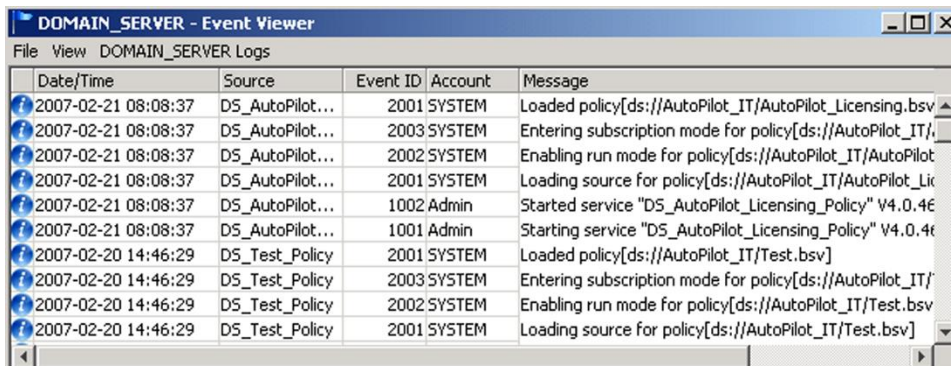 DOMAIN_SERVER - Event Viewer
File View DOMAIN_SERVER Logs
Date/Time Source Event ID Account Message
2007-02-21 08:08:37 DS_AutoPilot... 2001 SYSTEM Loaded policy[ds://AutoPilot_IT/AutoPilot_Licensing.bsv
2007-02-21 08:08:37 DS_AutoPilot... 2003 SYSTEM Entering subscription mode for policy[ds://AutoPilot_IT/
2007-02-21 08:08:37 DS_AutoPilot... 2002 SYSTEM Enabling run mode for policy[ds://AutoPilot_IT/AutoPilot
2007-02-21 08:08:37 DS_AutoPilot... 2001 SYSTEM Loading source for policy[ds://AutoPilot_IT/AutoPilot_Lic
2007-02-21 08:08:37 DS_AutoPilot... 1002 Admin Started service "DS_AutoPilot_Licensing_Policy" V4.0.46
2007-02-21 08:08:37 DS_AutoPilot... 1001 Admin Starting service "DS_AutoPilot_Licensing_Policy" V4.0.46
2007-02-20 14:46:29 DS_Test_Policy 2001 SYSTEM Loaded policy[ds://AutoPilot_IT/Test.bsv]
2007-02-20 14:46:29 DS_Test_Policy 2003 SYSTEM Entering subscription mode for policy[ds://AutoPilot_IT/
2007-02-20 14:46:29 DS_Test_Policy 2002 SYSTEM Enabling run mode for policy[ds://AutoPilot_IT/Test.bsv
2007-02-20 14:46:29 DS_Test_Policy 2001 SYSTEM Loading source for policy[ds://AutoPilot_IT/Test.bsv]